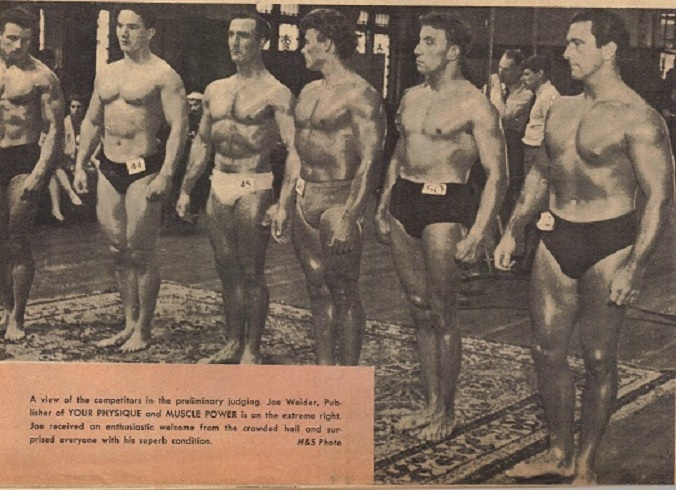 44
45
50
A view of the competitors in the preliminary judging. Joe Weider, Pub-
lisher of YOUR PHYSIQUE and MUSCLE POWER is on the extreme right.
Joe received an enthusiastic welcome from the crowded hall and sur-
prised everyone with his superb condition. H&S Photo